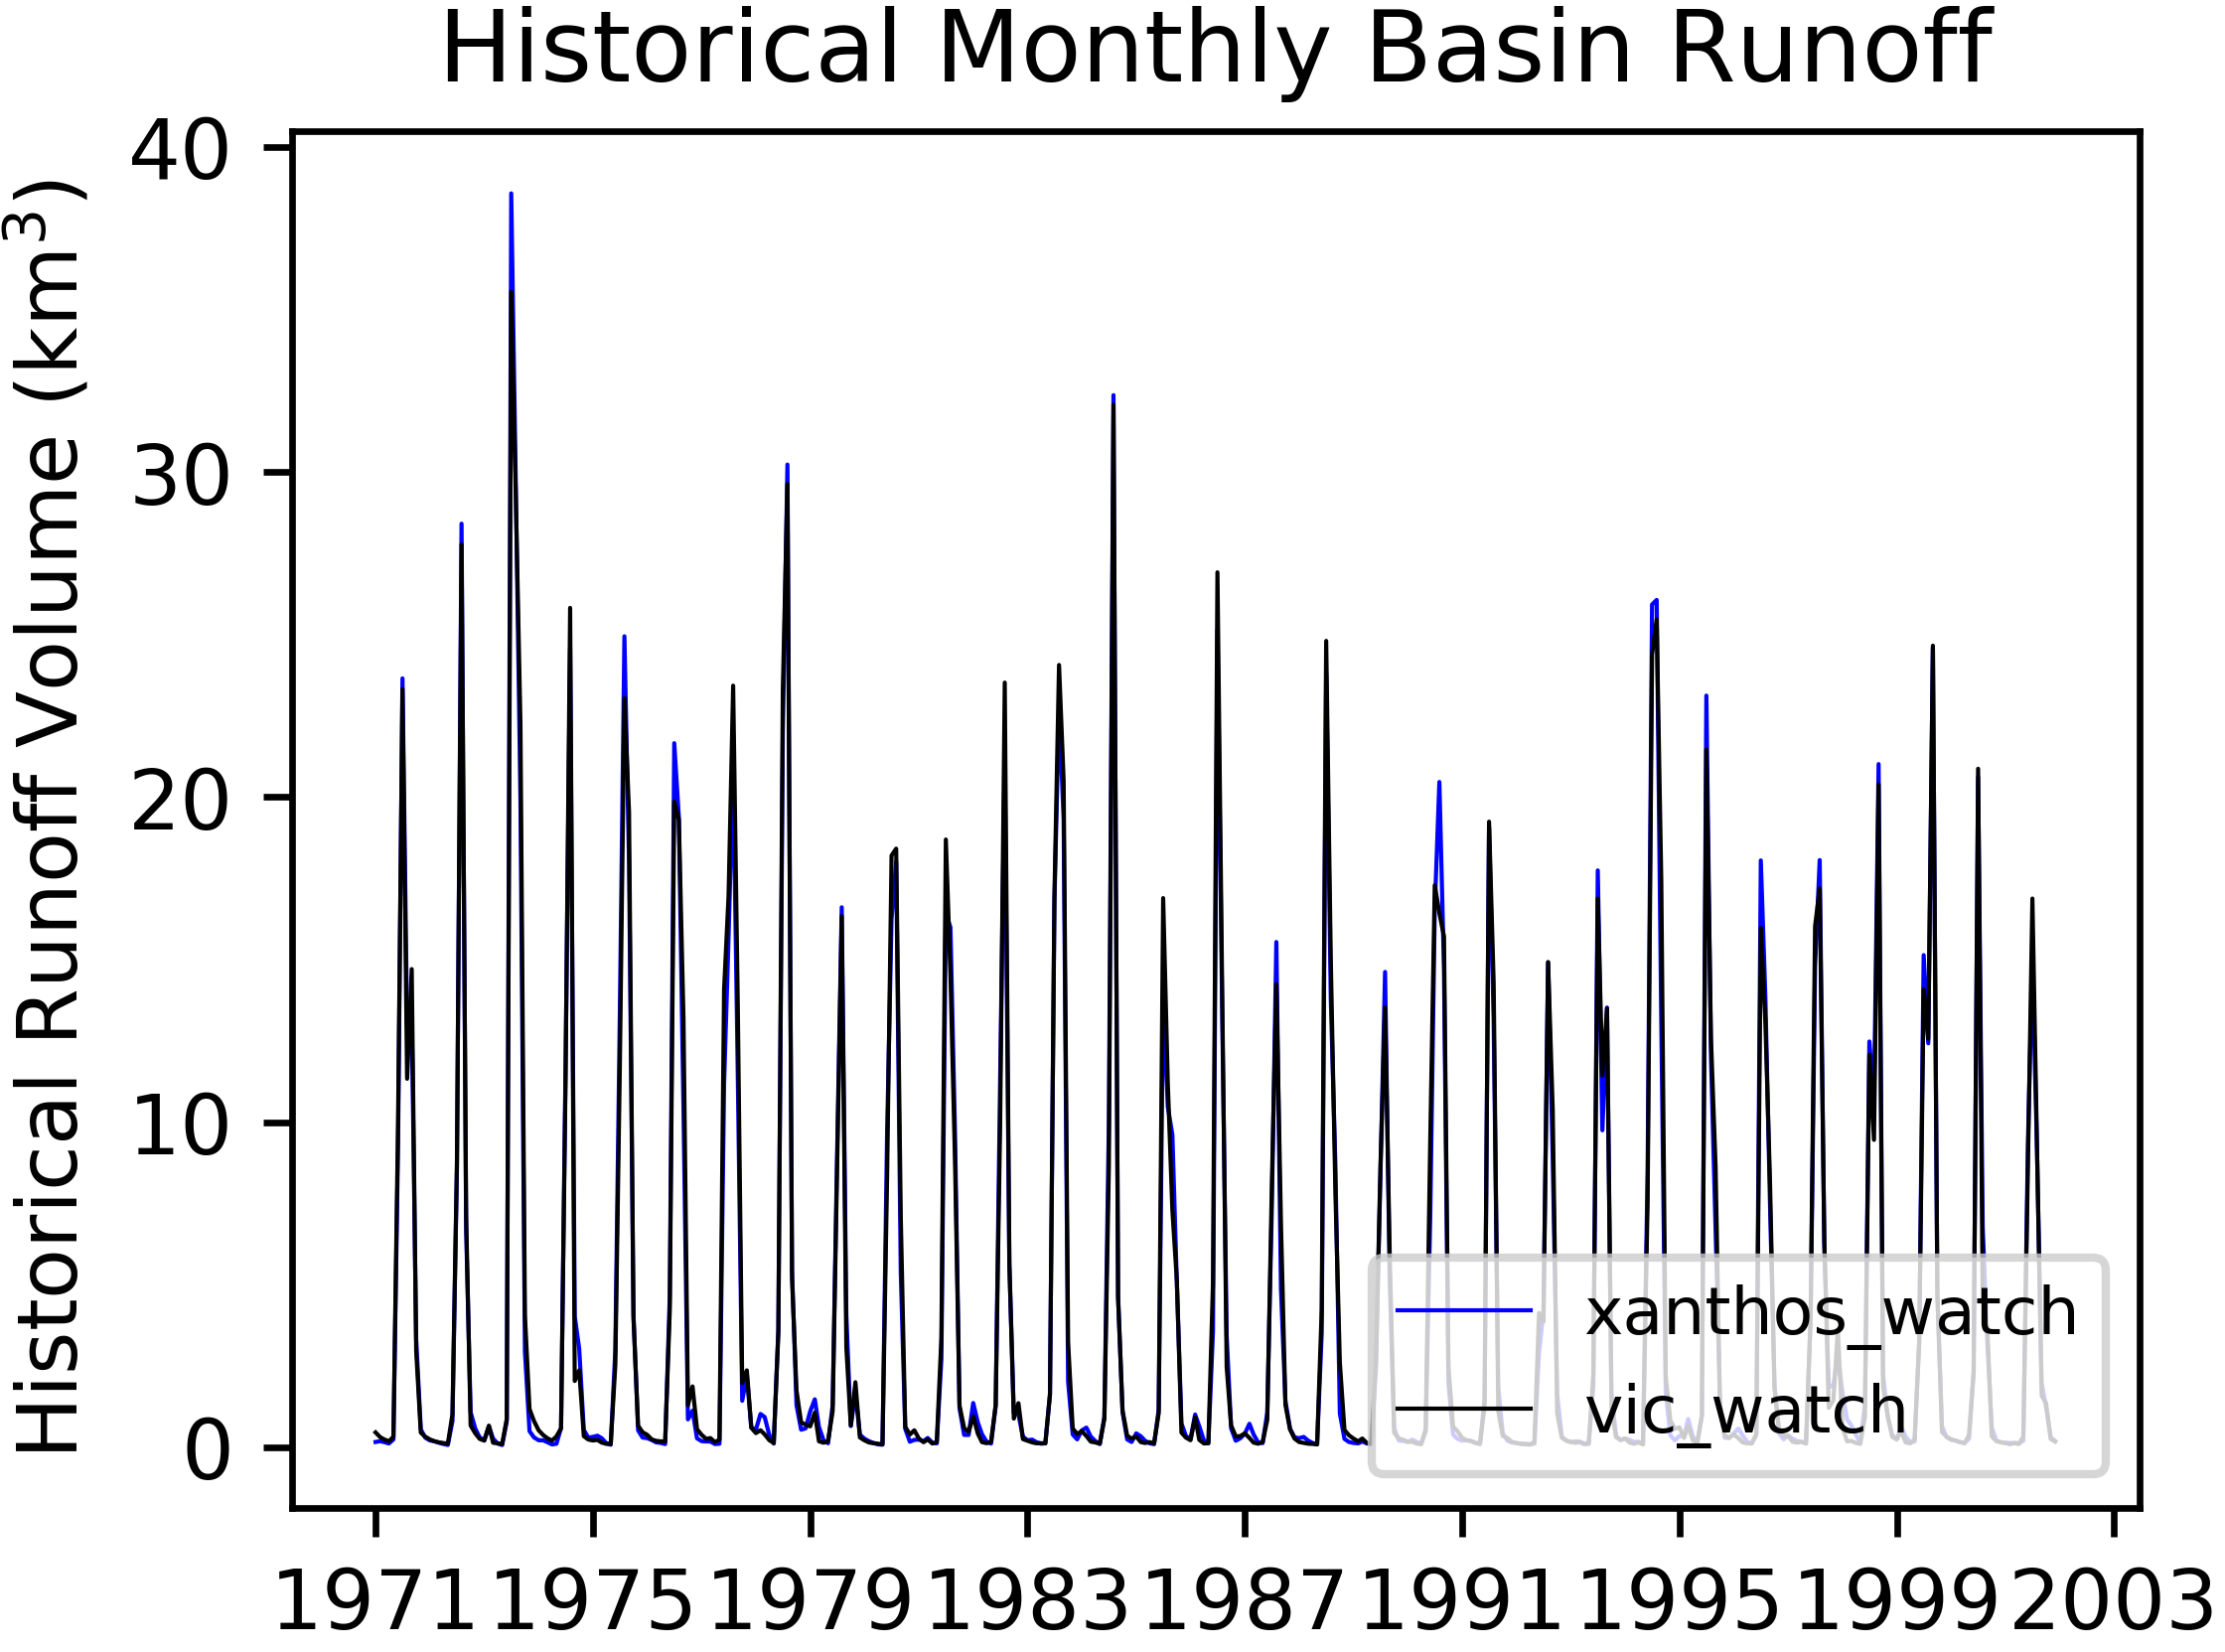 Historical Monthly Basin Runoff
Historical Runoff Volume (km³)
40
30
20
10
0
xanthos_watch
vic_watch
1971 1975 1979 1983 1987 1991 1995 1999 2003